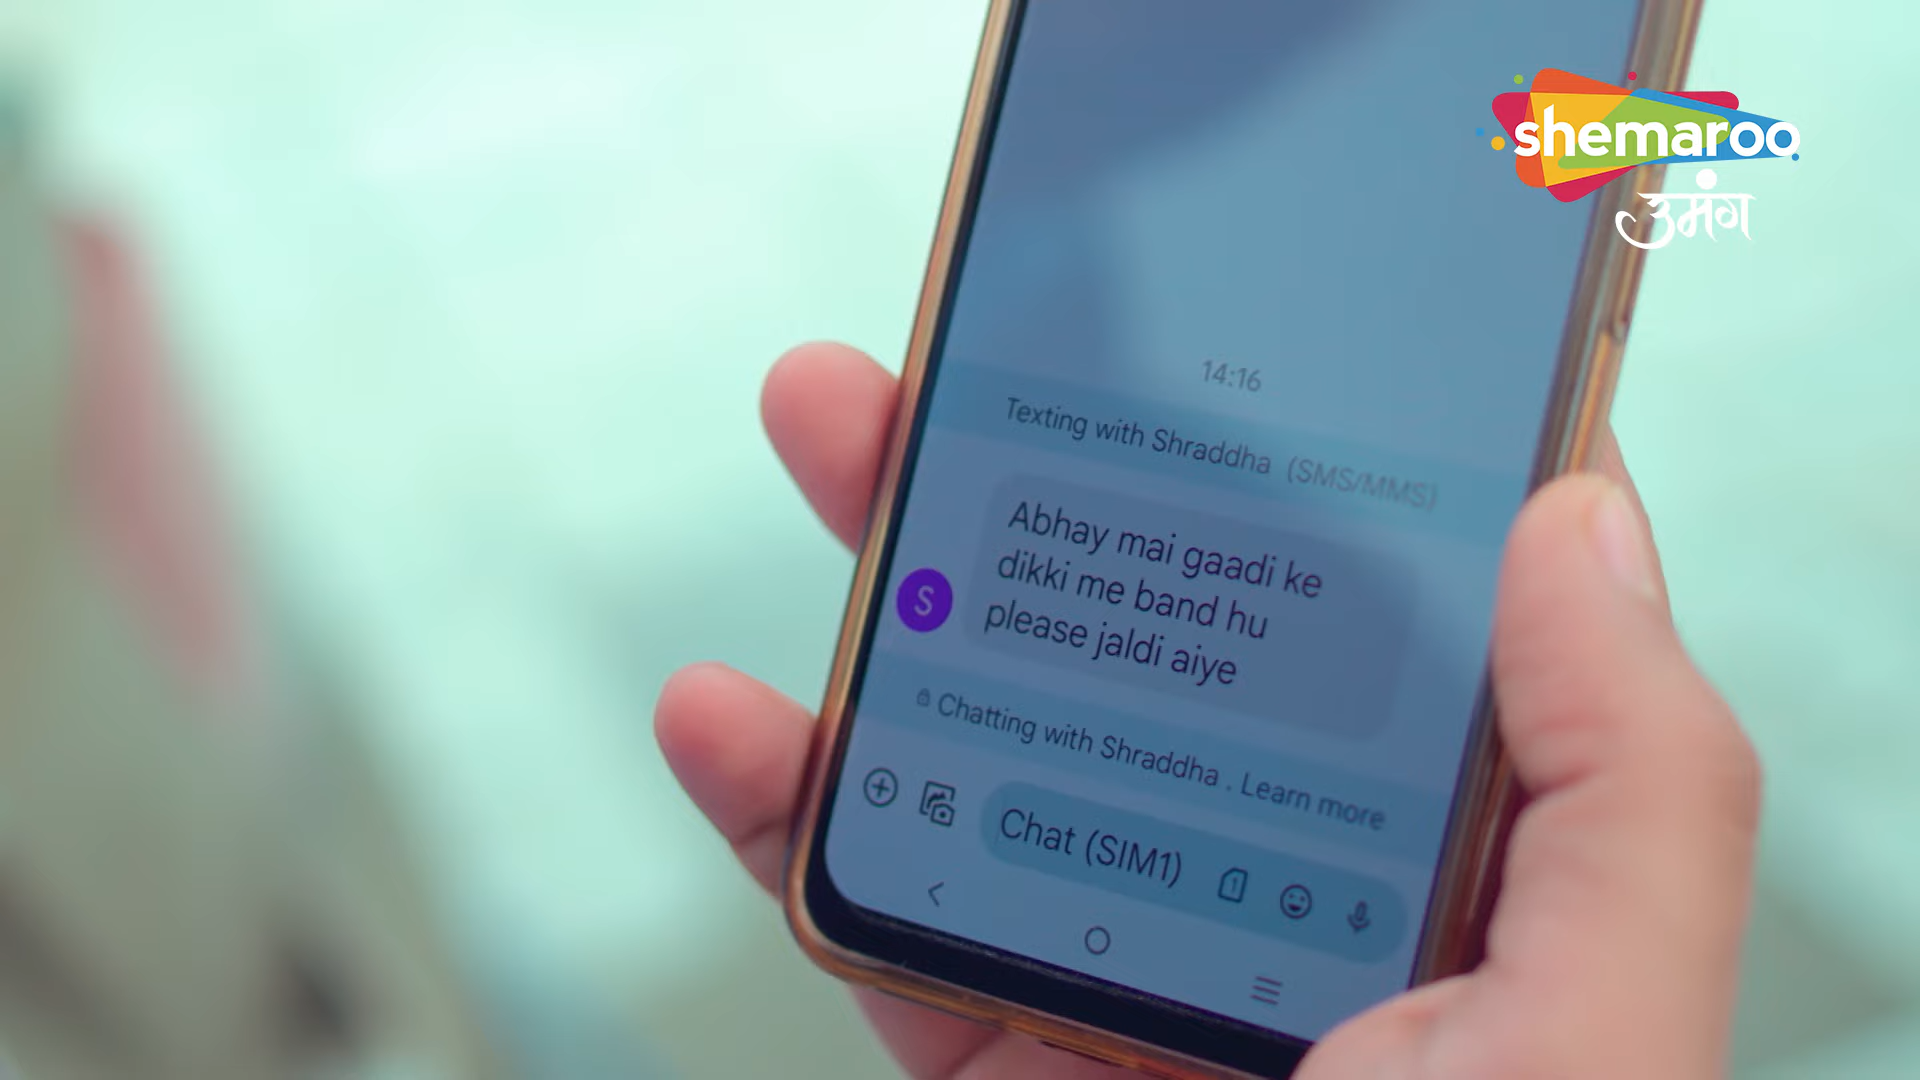 shemaroo
उमंग
14:16
Texting with Shraddha (SMS/MMS)
Abhay mai gaadi ke
dikki me band hu
please jaldi aiye
S
Chatting with Shraddha . Learn more
Chat (SIM1)
1